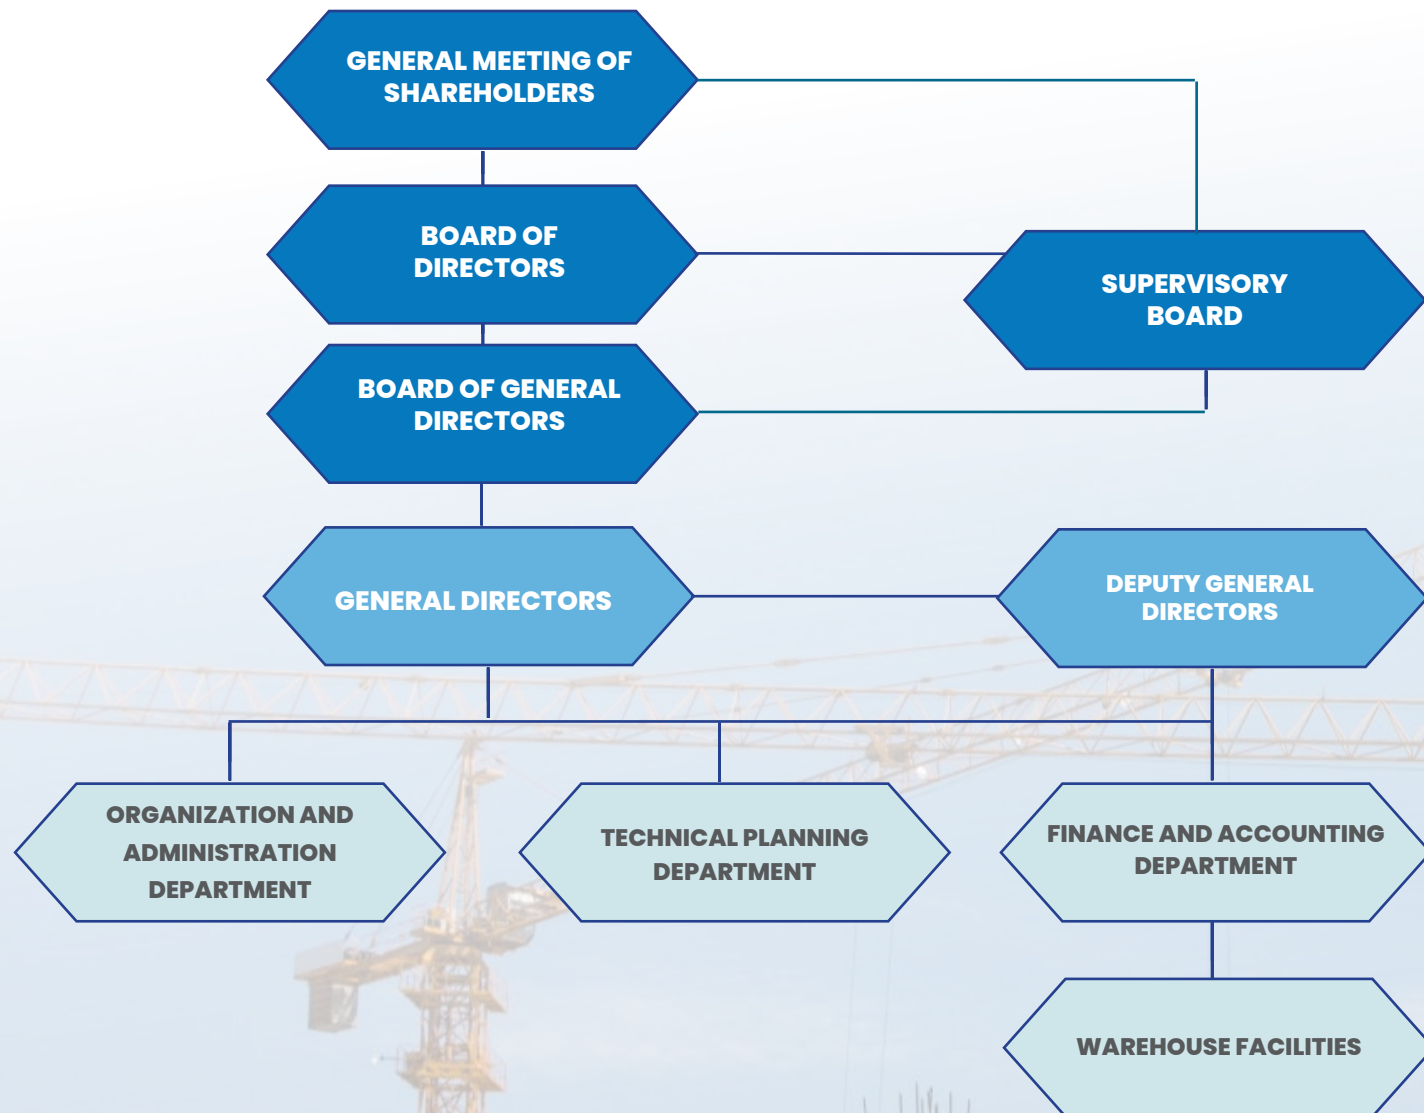 GENERAL MEETING OF
SHAREHOLDERS
BOARD OF
DIRECTORS
SUPERVISORY
BOARD
BOARD OF GENERAL
DIRECTORS
GENERAL DIRECTORS
DEPUTY GENERAL
DIRECTORS
ORGANIZATION AND
ADMINISTRATION
DEPARTMENT
TECHNICAL PLANNING
DEPARTMENT
FINANCE AND ACCOUNTING
DEPARTMENT
WAREHOUSE FACILITIES